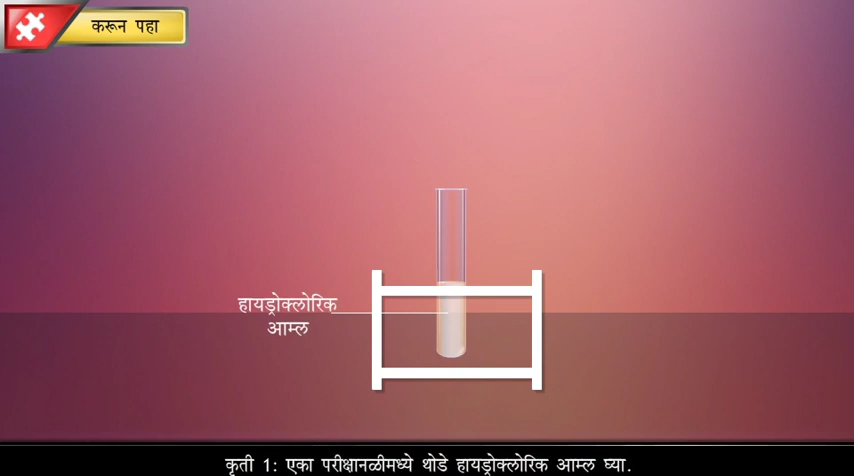 करून पहा
हायड्रोक्लोरिक
आम्ल
कृती 1: एका परीक्षानळीमध्ये थोडे हायड्रोक्लोरिक आम्ल घ्या.